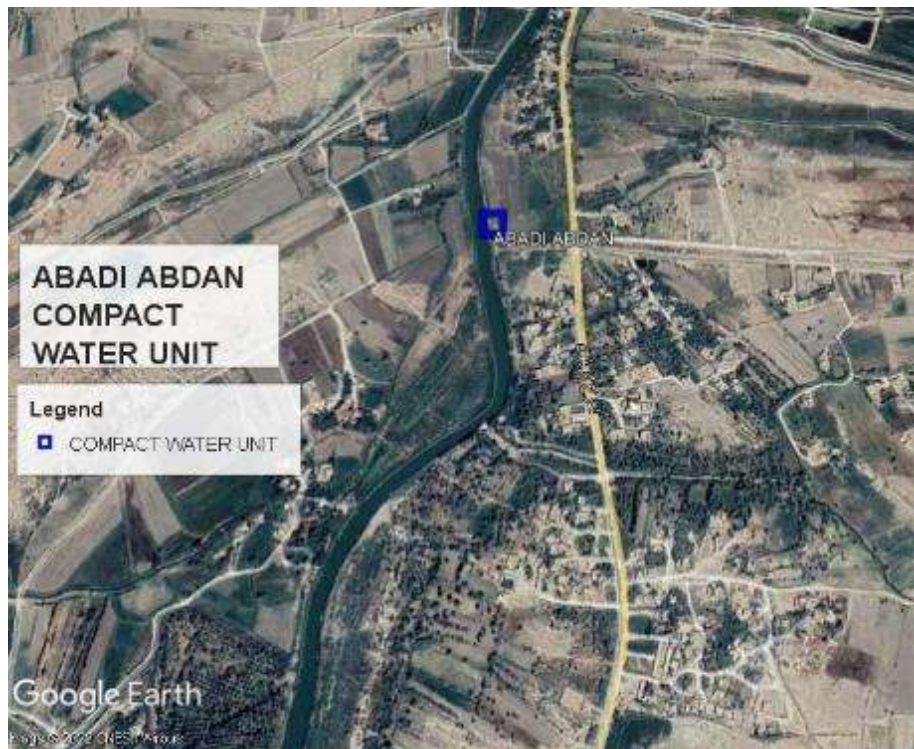 ABADI ABDAN
ABADI ABDAN
COMPACT
WATER UNIT
Legend
COMPACT WATER UNIT
Google Earth